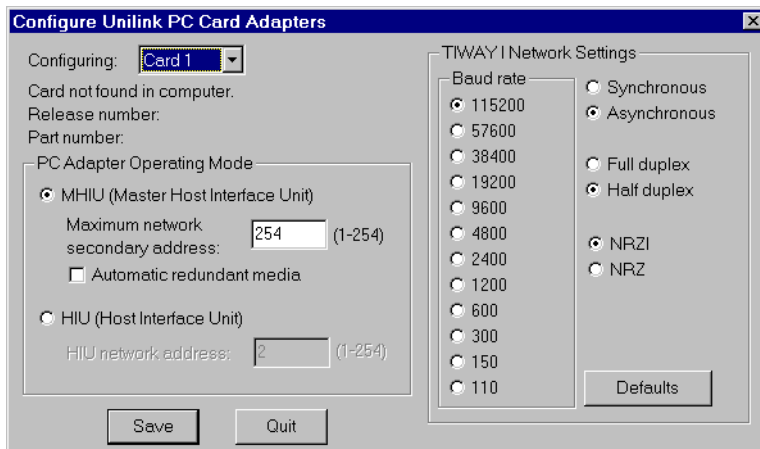 Configure Unilink PC Card Adapters
Configuring: Card 1
Card not found in computer.
Release number:
Part number:
PC Adapter Operating Mode
MHIU (Master Host Interface Unit)
Maximum network
secondary address: 254 (1-254)
Automatic redundant media
HIU (Host Interface Unit)
HIU network address: 2 (1-254)
Save Quit
TIWAY I Network Settings
Baud rate
115200
57600
38400
19200
9600
4800
2400
1200
600
300
150
110
Synchronous
Asynchronous
Full duplex
Half duplex
NRZI
NRZ
Defaults